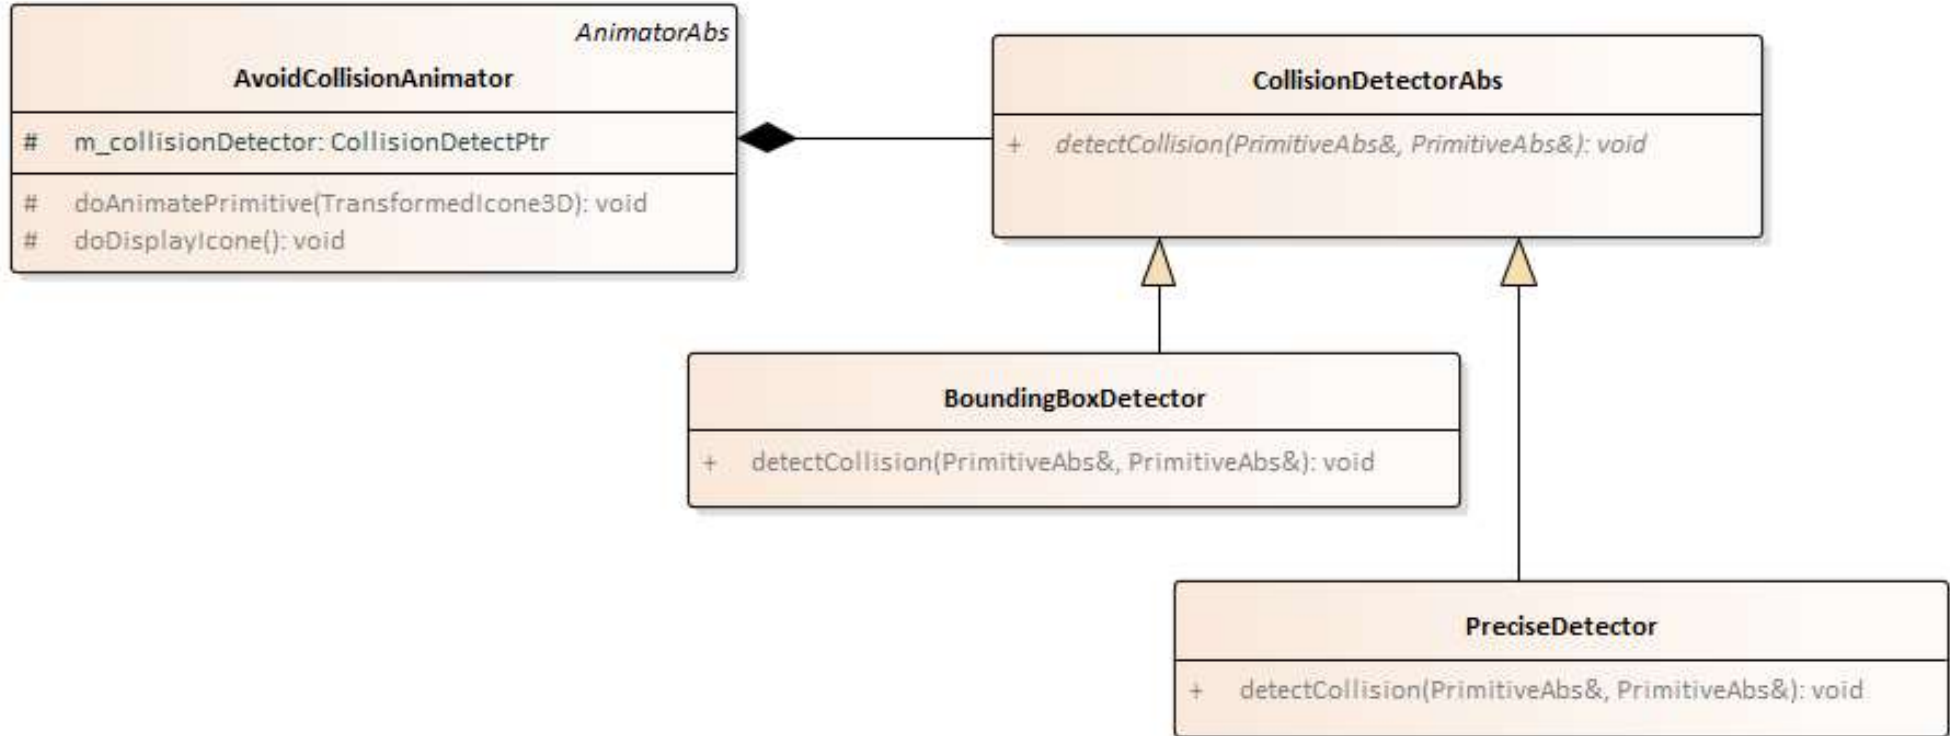 AnimatorAbs
AvoidCollisionAnimator
# m_collisionDetector: CollisionDetectPtr
# doAnimatePrimitive(TransformedIcone3D): void
# doDisplayIcone(): void
CollisionDetectorAbs
+ detectCollision(PrimitiveAbs&, PrimitiveAbs&): void
BoundingBoxDetector
+ detectCollision(PrimitiveAbs&, PrimitiveAbs&): void
PreciseDetector
+ detectCollision(PrimitiveAbs&, PrimitiveAbs&): void